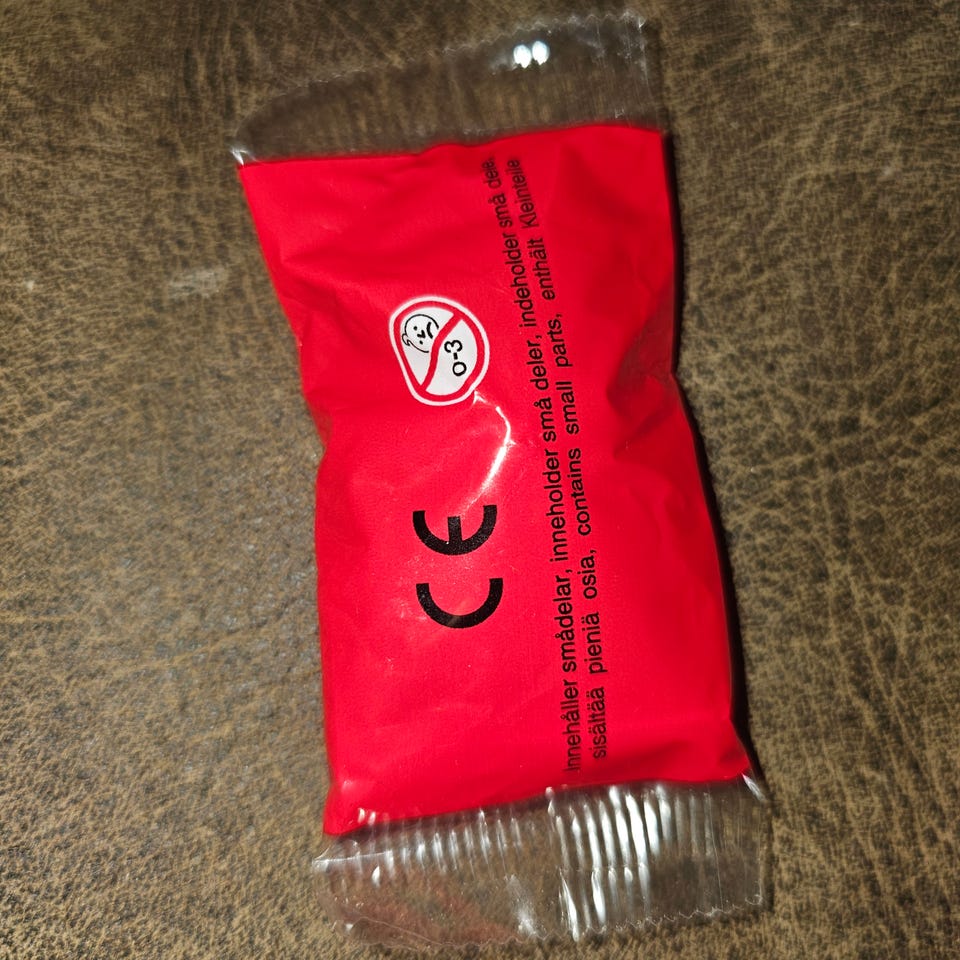 0-3
CE
Innehåller smådelar, inneholder små deler, indeholder små dele,
sisältää pieniä osia, contains small parts, enthält Kleinteile